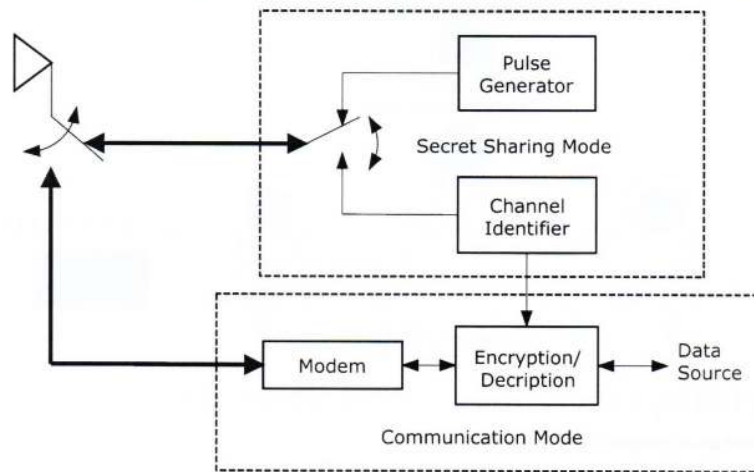 Pulse
Generator
Secret Sharing Mode
Channel
Identifier
Modem
Encryption/
Decription
Data
Source
Communication Mode